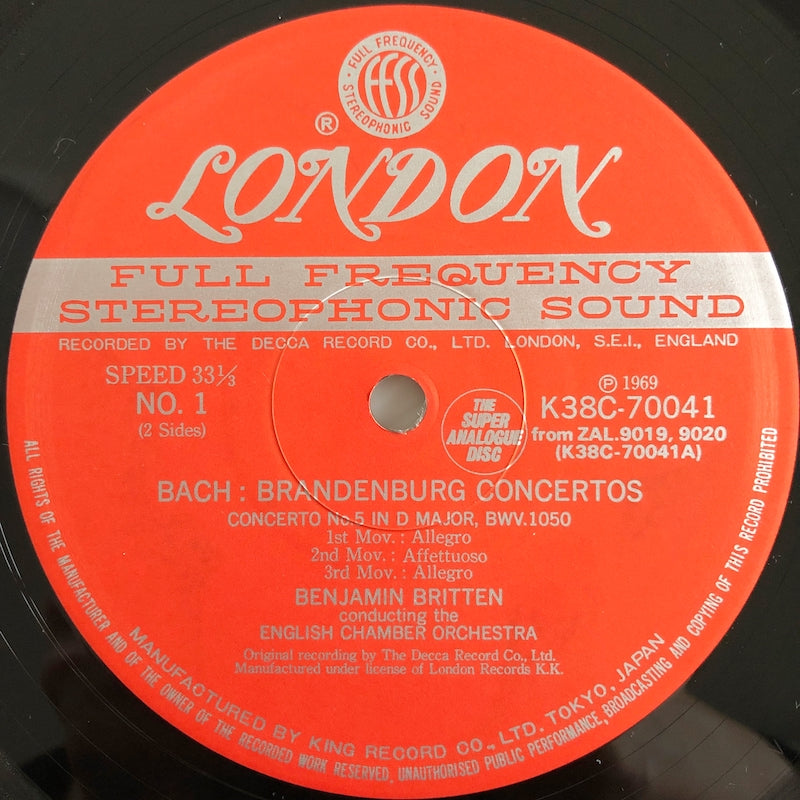 FULL FREQUENCY
FFSS
STEREOPHONIC SOUND
®
LONDON
FULL FREQUENCY
STEREOPHONIC SOUND
RECORDED BY THE DECCA RECORD CO., LTD. LONDON, S.E.I., ENGLAND
SPEED 33⅓
NO. 1
(2 Sides)
THE
SUPER
ANALOGUE
DISC
Ⓟ 1969
K38C-70041
from ZAL.9019, 9020
(K38C-70041A)
BACH : BRANDENBURG CONCERTOS
CONCERTO No.5 IN D MAJOR, BWV.1050
1st Mov. : Allegro
2nd Mov. : Affettuoso
3rd Mov. : Allegro
BENJAMIN BRITTEN
conducting the
ENGLISH CHAMBER ORCHESTRA
Original recording by The Decca Record Co., Ltd.
Manufactured under license of London Records K.K.
MANUFACTURED BY KING RECORD CO., LTD. TOKYO, JAPAN
ALL RIGHTS OF THE MANUFACTURER AND OF THE OWNER OF THE RECORDED WORK RESERVED, UNAUTHORISED PUBLIC PERFORMANCE, BROADCASTING AND COPYING OF THIS RECORD PROHIBITED